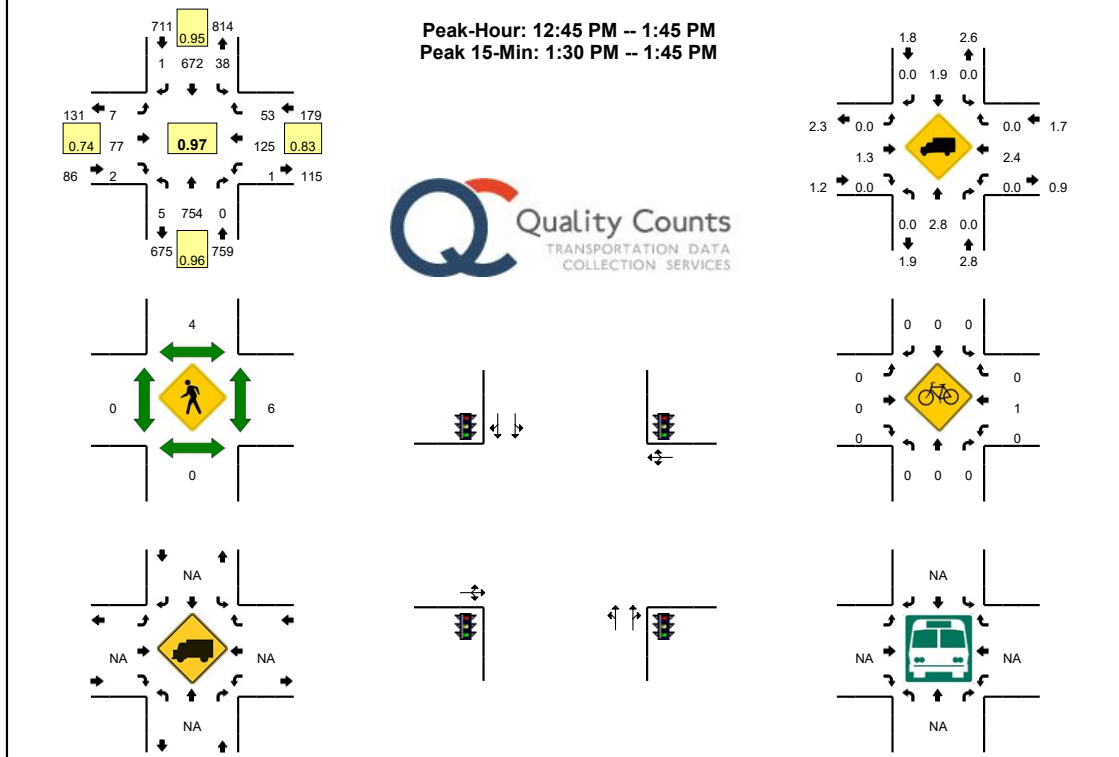 Peak-Hour: 12:45 PM -- 1:45 PM
Peak 15-Min: 1:30 PM -- 1:45 PM
711 0.95 814
1 672 38
131 7 53 179
0.74 77 0.97 125 0.83
86 2 1 115
5 754 0
675 0.96 759
Quality Counts
TRANSPORTATION DATA
COLLECTION SERVICES
1.8 2.6
0.0 1.9 0.0
2.3 0.0 0.0 1.7
1.3 2.4
1.2 0.0 0.0 0.9
0.0 2.8 0.0
1.9 2.8
4
0 6
0
0 0 0
0 0
0 1
0 0
0 0 0
NA
NA NA
NA
NA
NA NA
NA